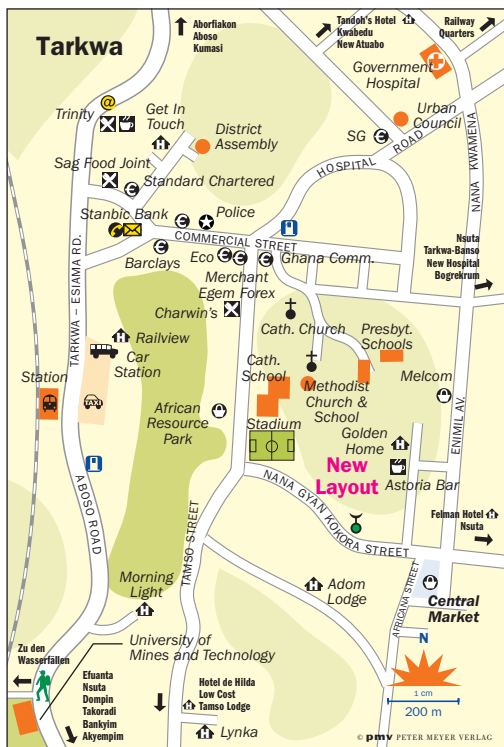 Tarkwa
Aborfiakon
Aboso
Kumasi
Tandoh's Hotel
Kwabedu
New Atuabo
Railway
Quarters
Government
Hospital
@
Trinity
Get In
Touch
District
Assembly
Urban
Council
SG
HOSPITAL ROAD
NANA KWAMENA
Sag Food Joint
Standard Chartered
Stanbic Bank
Police
COMMERCIAL STREET
Barclays
Eco
Ghana Comm.
Merchant
Egem Forex
Charwin's
Nsuta
Tarkwa-Banso
New Hospital
Bogrekrum
TARKWA – ESIAMA RD.
Cath. Church
Presbyt.
Schools
Railview
Car
Station
Station
TAXI
Cath.
School
Methodist
Church &
School
Melcom
African
Resource
Park
Stadium
Golden
Home
New
Layout
Astoria Bar
ENIMIL AV.
ABOSO ROAD
TAMSO STREET
NANA GYAN KOKORA STREET
Felman Hotel
Nsuta
Morning
Light
Adom
Lodge
AFRICANA STREET
Central
Market
University of
Mines and Technology
Zu den
Wasserfällen
Efuanta
Nsuta
Dompin
Takoradi
Bankyim
Akyempim
Hotel de Hilda
Low Cost
Tamso Lodge
Lynka
N
1 cm
200 m
© pmv PETER MEYER VERLAG